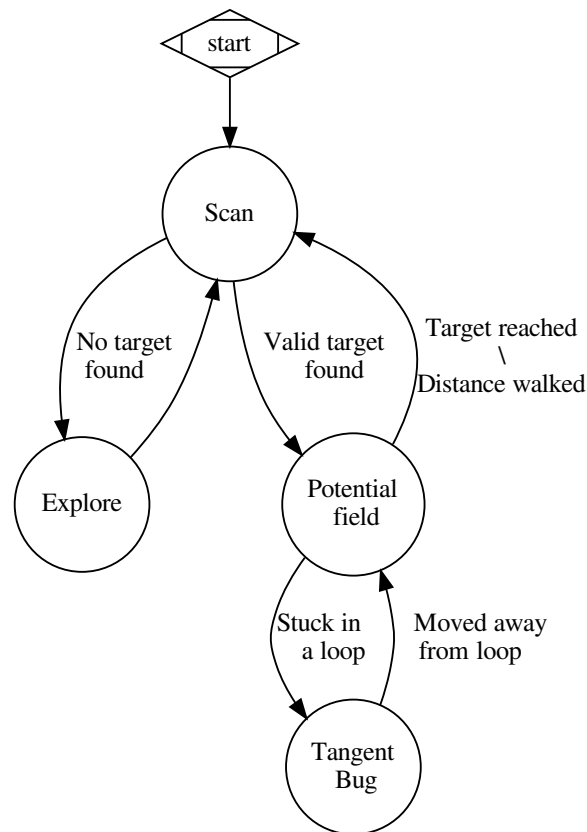 start
Scan
No target
found
Valid target
found
Target reached
\
Distance walked
Explore
Potential
field
Stuck in
a loop
Moved away
from loop
Tangent
Bug